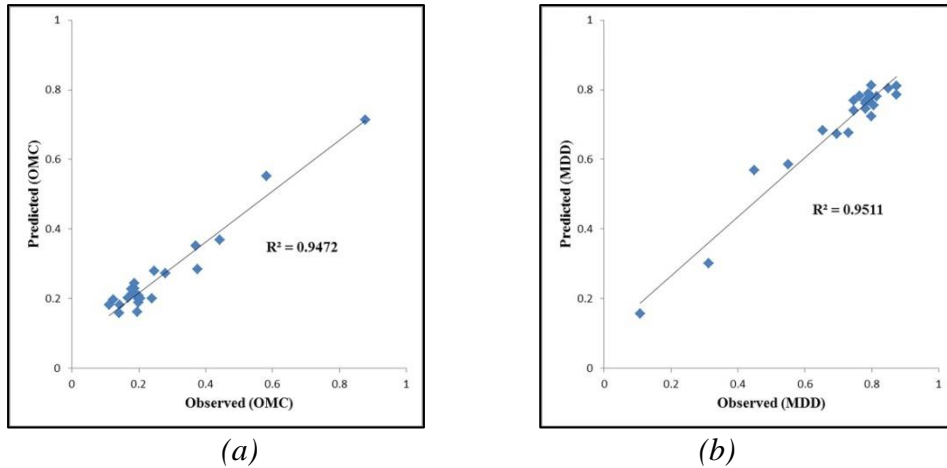 1
0.8
0.6
0.4
0.2
0
Predicted (OMC)
R² = 0.9472
0 0.2 0.4 0.6 0.8 1
Observed (OMC)
(a)
1
0.8
0.6
0.4
0.2
0
Predicted (MDD)
R² = 0.9511
0 0.2 0.4 0.6 0.8 1
Observed (MDD)
(b)